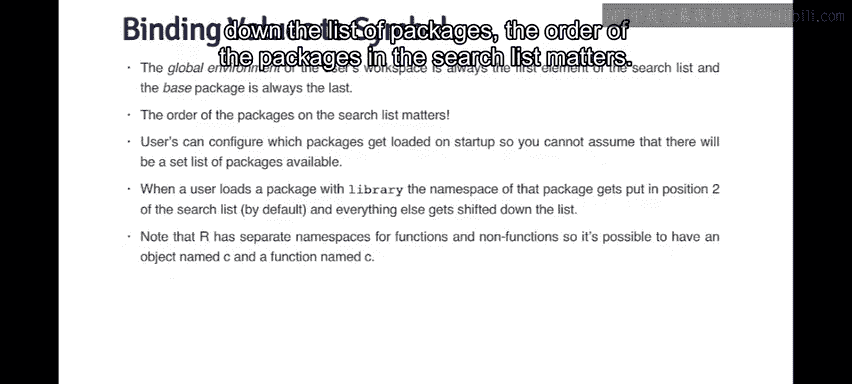 Binding
down the list of packages, the order of
the packages in the search list matters.
· The global environment or the user's workspace is always the first element of the search list and
the base package is always the last.
· The order of the packages on the search list matters!
· User's can configure which packages get loaded on startup so you cannot assume that there will
be a set list of packages available.
· When a user loads a package with library the namespace of that package gets put in position 2
of the search list (by default) and everything else gets shifted down the list.
· Note that R has separate namespaces for functions and non-functions so it's possible to have an
object named c and a function named c.